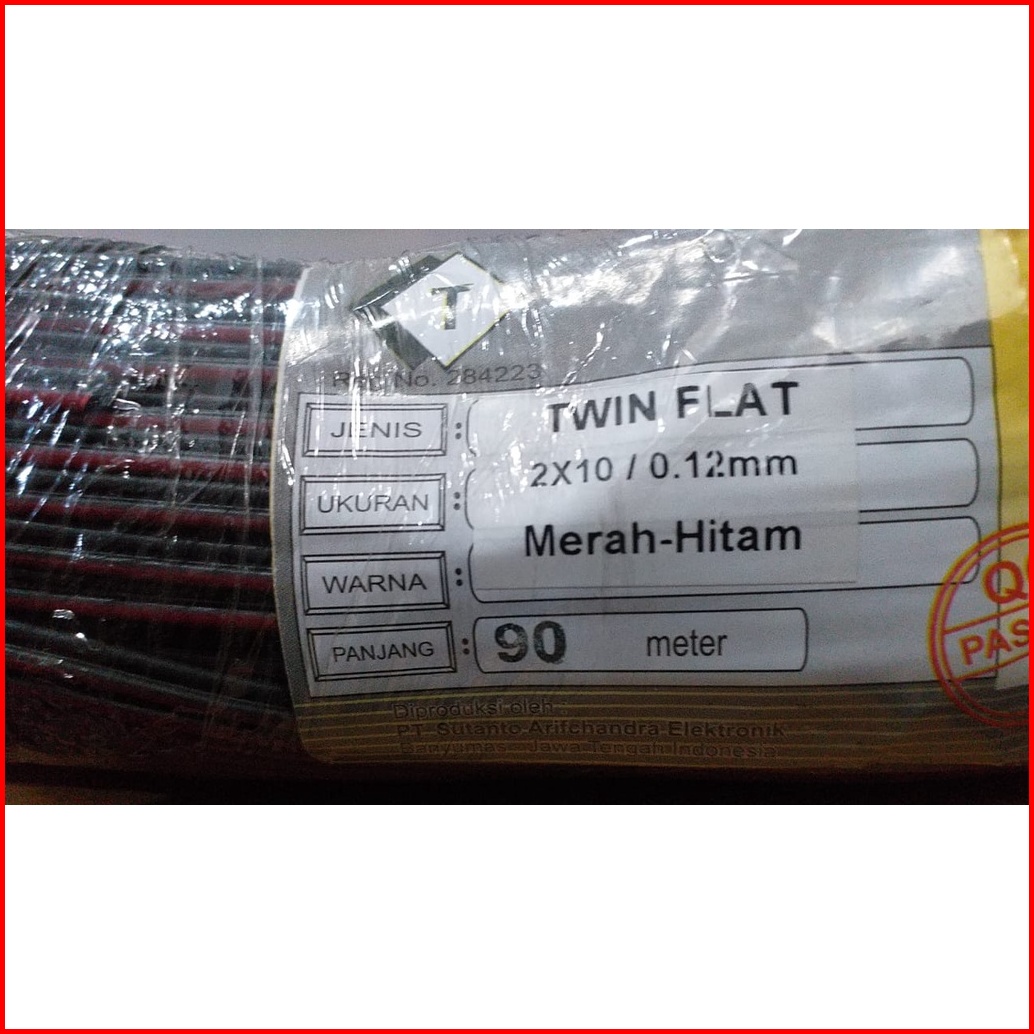 T
Reg. No. 284223
JENIS : TWIN FLAT
UKURAN : 2X10 / 0.12mm
WARNA : Merah-Hitam
PANJANG : 90 meter
Q
PAS
Diproduksi oleh :
PT. Sutanto Arifchandra Elektronik
Banyumas - Jawa Tengah Indonesia